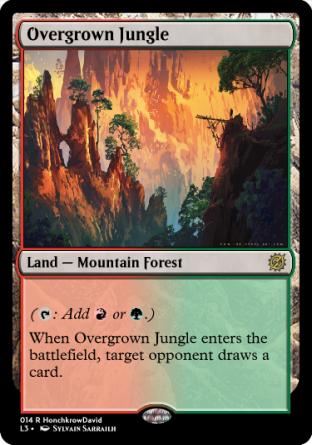 Overgrown Jungle
Land — Mountain Forest
(: Add or .)
When Overgrown Jungle enters the
battlefield, target opponent draws a
card.
014 R HonchkrowDavid
L3 • SYLVAIN SARRAILH